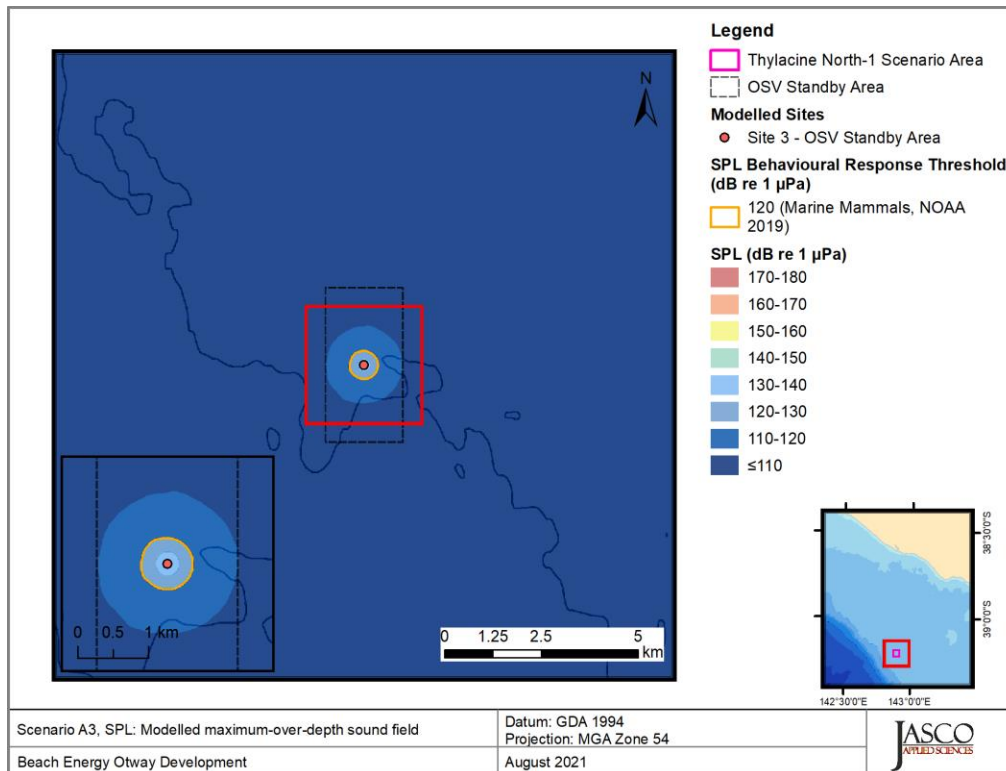 N
0 0.5 1 km
0 1.25 2.5 5
km
Legend
Thylacine North-1 Scenario Area
OSV Standby Area
Modelled Sites
Site 3 - OSV Standby Area
SPL Behavioural Response Threshold
(dB re 1 µPa)
120 (Marine Mammals, NOAA
2019)
SPL (dB re 1 µPa)
170-180
160-170
150-160
140-150
130-140
120-130
110-120
≤110
38°30'0"S
39°0'0"S
142°30'0"E 143°0'0"E
Scenario A3, SPL: Modelled maximum-over-depth sound field
Datum: GDA 1994
Projection: MGA Zone 54
Beach Energy Otway Development
August 2021
JASCO
APPLIED SCIENCES